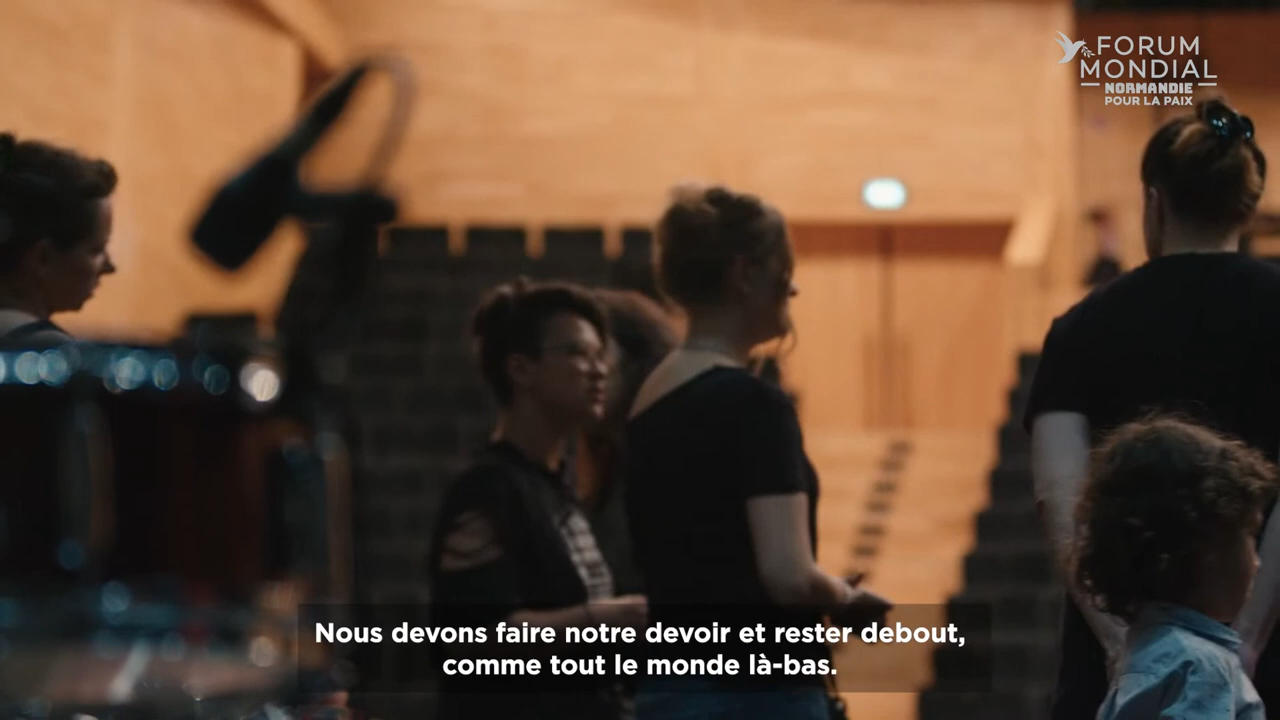 FORUM
MONDIAL
NORMANDIE
POUR LA PAIX
Nous devons faire notre devoir et rester debout,
comme tout le monde là-bas.